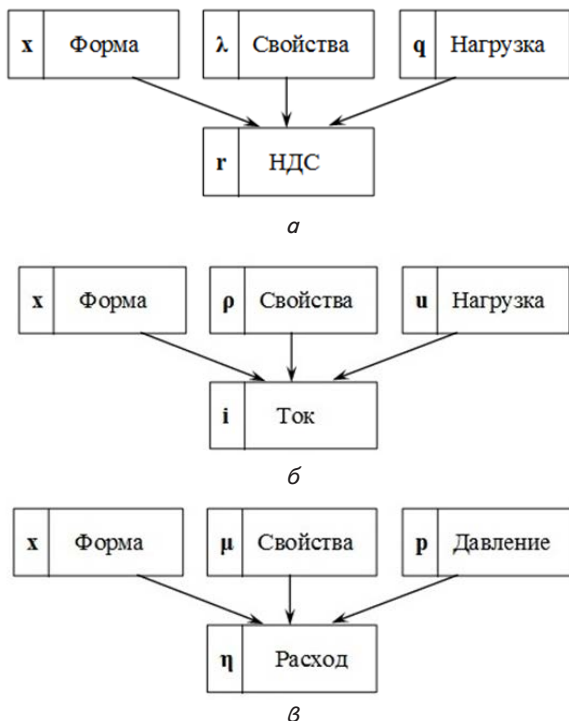 x Форма λ Свойства q Нагрузка
r НДС
а
x Форма ρ Свойства u Нагрузка
i Ток
б
x Форма μ Свойства p Давление
η Расход
в